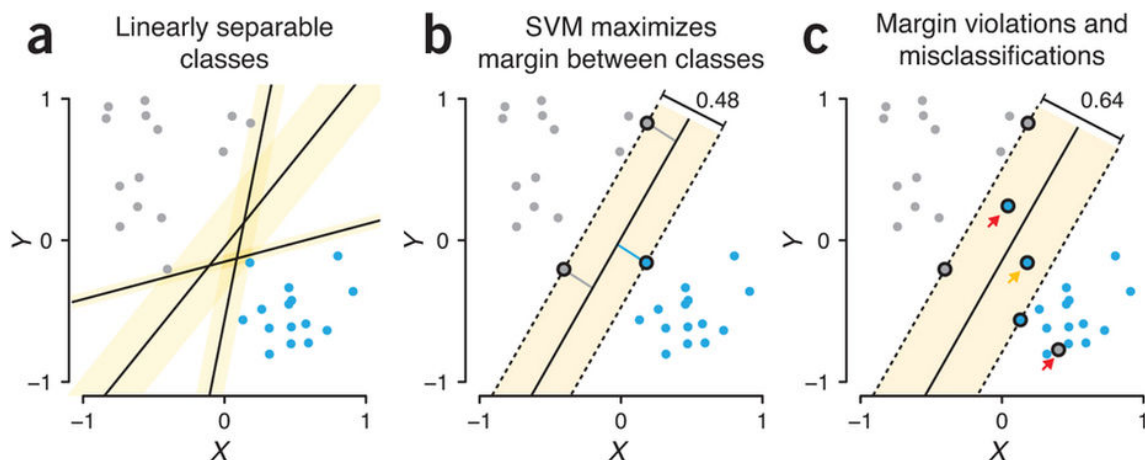 a
Linearly separable
classes
1
0
−1
Y
−1
0
1
X
b
SVM maximizes
margin between classes
0.48
1
0
−1
Y
−1
0
1
X
c
Margin violations and
misclassifications
0.64
1
0
−1
Y
−1
0
1
X